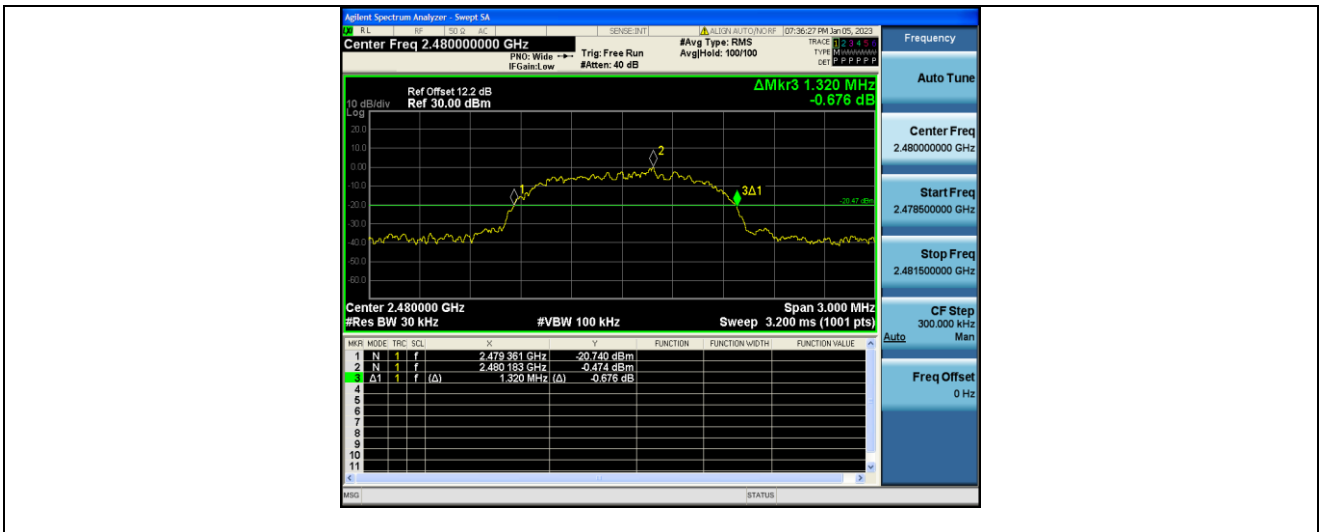 Agilent Spectrum Analyzer - Swept SA
RL RF 50 Ω AC SENSE:INT ALIGN AUTO/NO RF 07:36:27 PM Jan 05, 2023
Center Freq 2.480000000 GHz
PNO: Wide
IFGain:Low
Trig: Free Run
#Atten: 40 dB
#Avg Type: RMS
Avg|Hold: 100/100
TRACE 1 2 3 4 5 6
TYPE M
DET P P P P P P
Frequency
Auto Tune
Center Freq
2.480000000 GHz
Start Freq
2.478500000 GHz
Stop Freq
2.481500000 GHz
CF Step
300.000 kHz
Auto Man
Freq Offset
0 Hz
ΔMkr3 1.320 MHz
-0.676 dB
Ref Offset 12.2 dB
10 dB/div Ref 30.00 dBm
Log
20.0
10.0
0.00
-10.0
-20.0
-30.0
-40.0
-50.0
-60.0
1
2
3Δ1
-20.47 dBm
Center 2.480000 GHz Span 3.000 MHz
#Res BW 30 kHz #VBW 100 kHz Sweep 3.200 ms (1001 pts)
MKR MODE TRC SCL X Y FUNCTION FUNCTION WIDTH FUNCTION VALUE
1 N 1 f 2.479 361 GHz -20.740 dBm
2 N 1 f 2.480 183 GHz -0.474 dBm
3 Δ1 1 f (Δ) 1.320 MHz (Δ) -0.676 dB
4
5
6
7
8
9
10
11
MSG STATUS